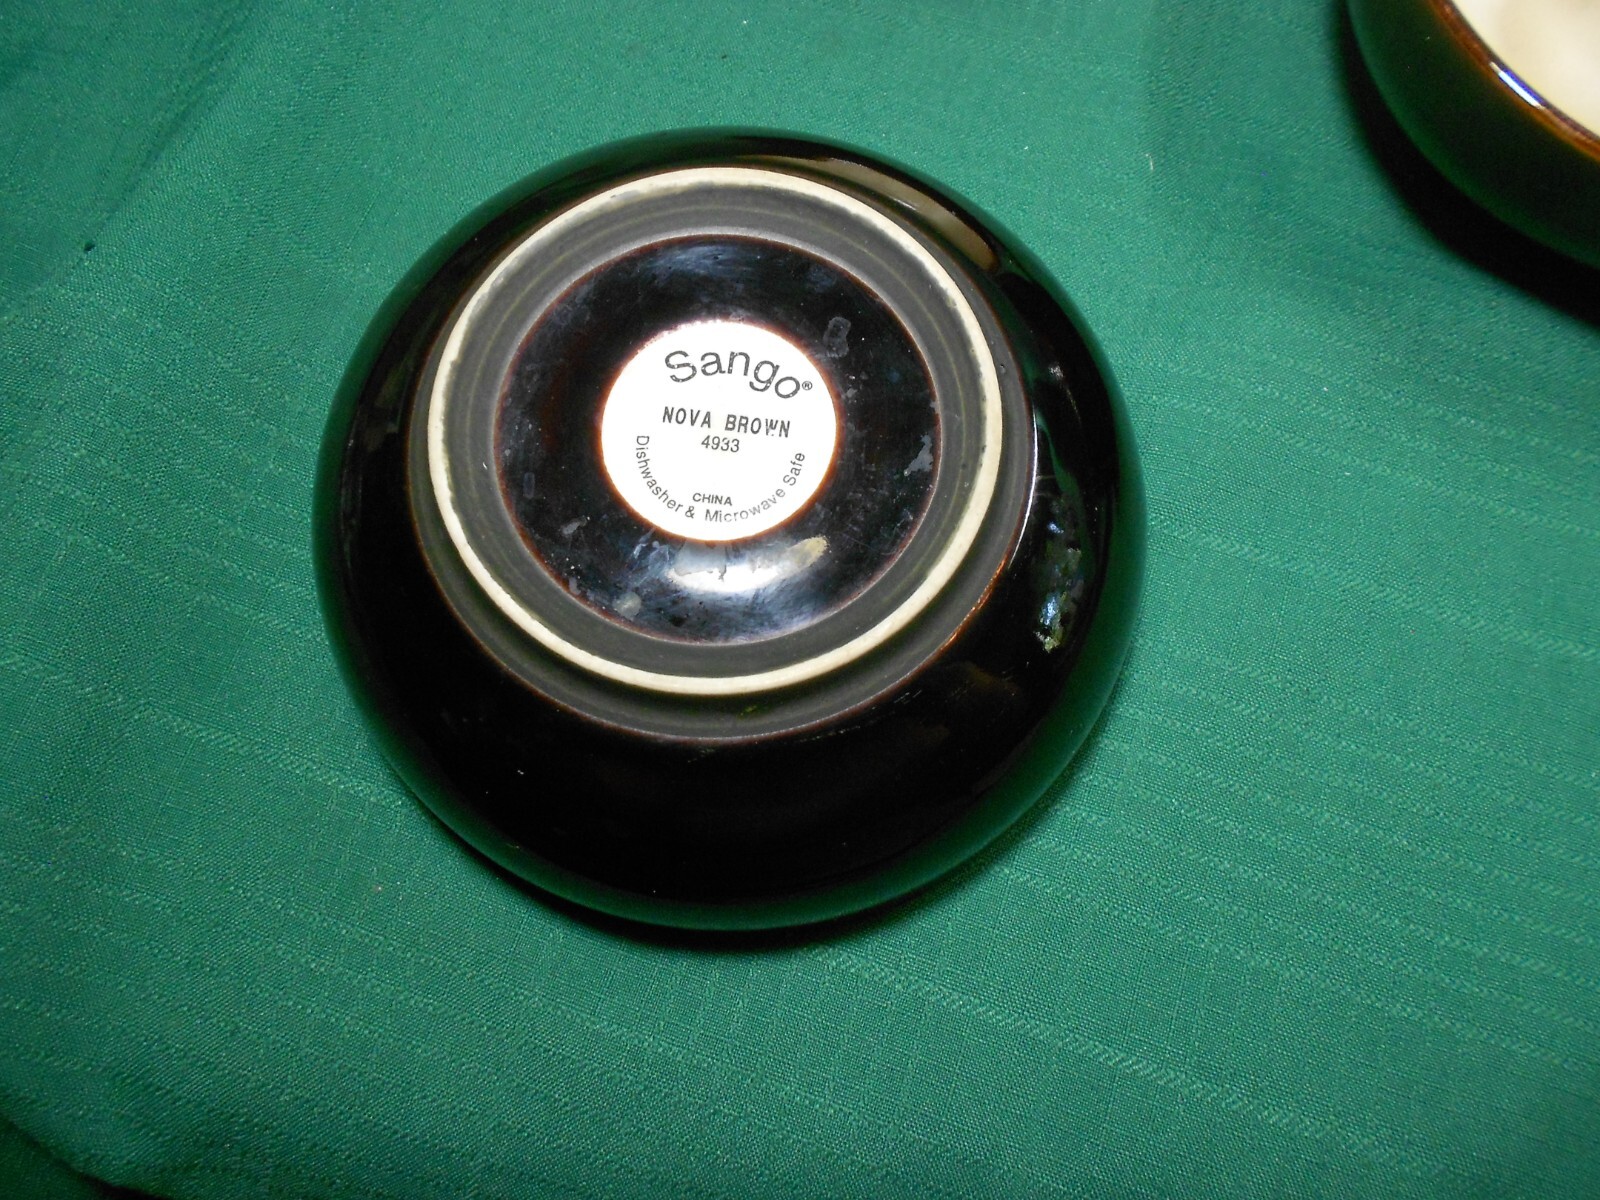 Sango®
NOVA BROWN
4933
CHINA
Dishwasher & Microwave Safe